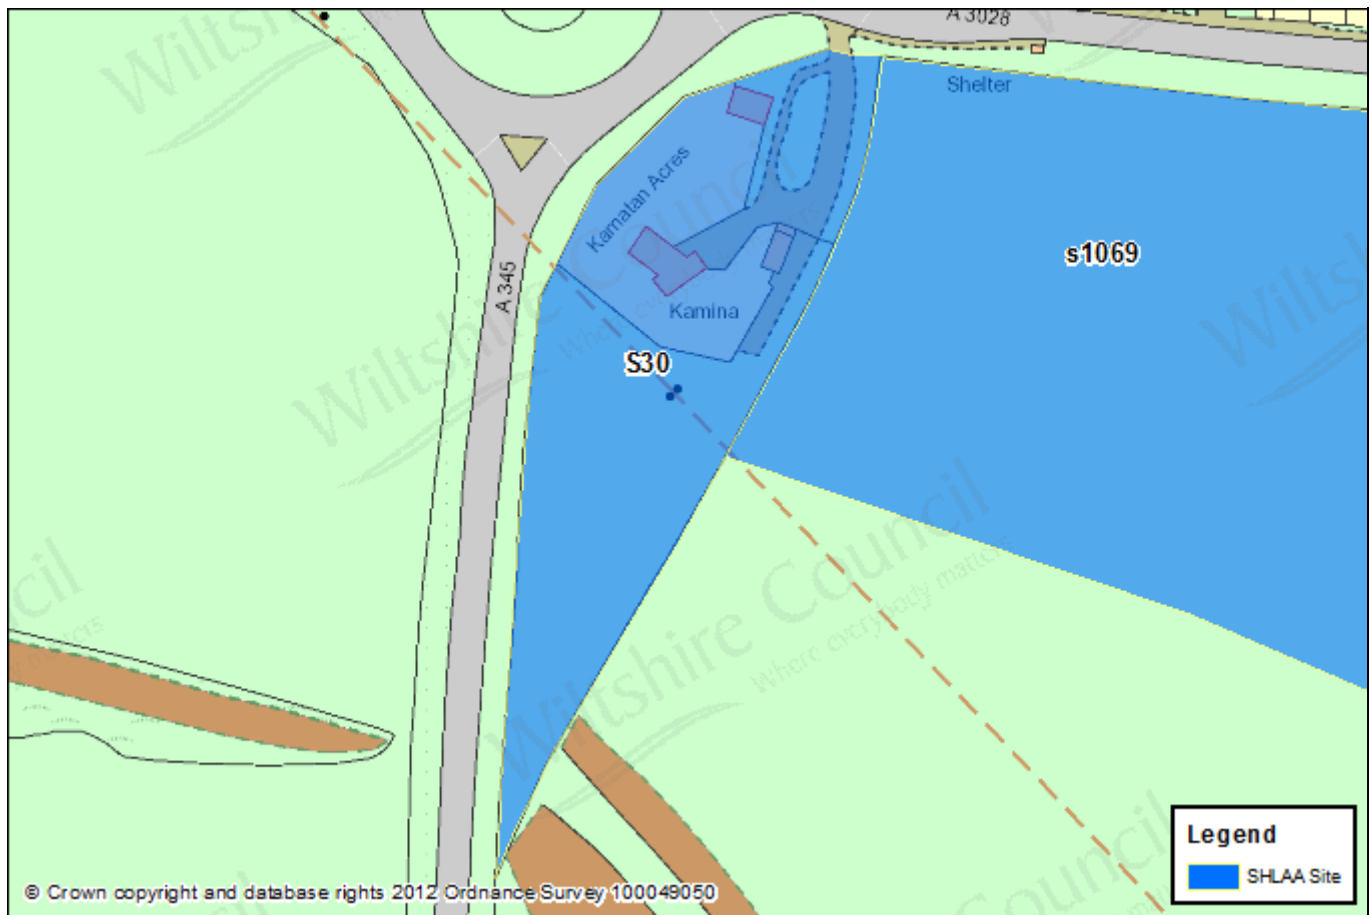 A 3028
Shelter
Kamatan Acres
s1069
A 345
Kamina
S30
Wiltshire Council
Where everybody matters
Legend
SHLAA Site
© Crown copyright and database rights 2012 Ordnance Survey 100049050